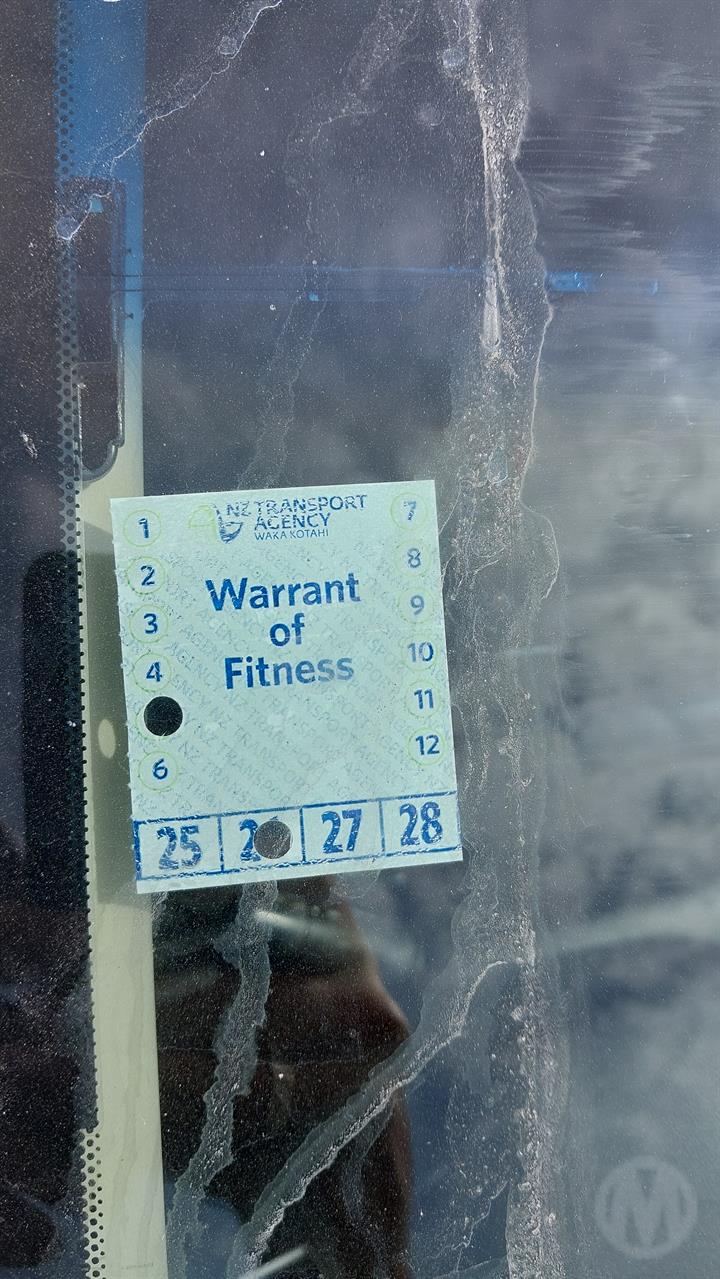 NZ TRANSPORT
AGENCY
WAKA KOTAHI
Warrant
of
Fitness
1
2
3
4
6
7
8
9
10
11
12
25 2 27 28
M